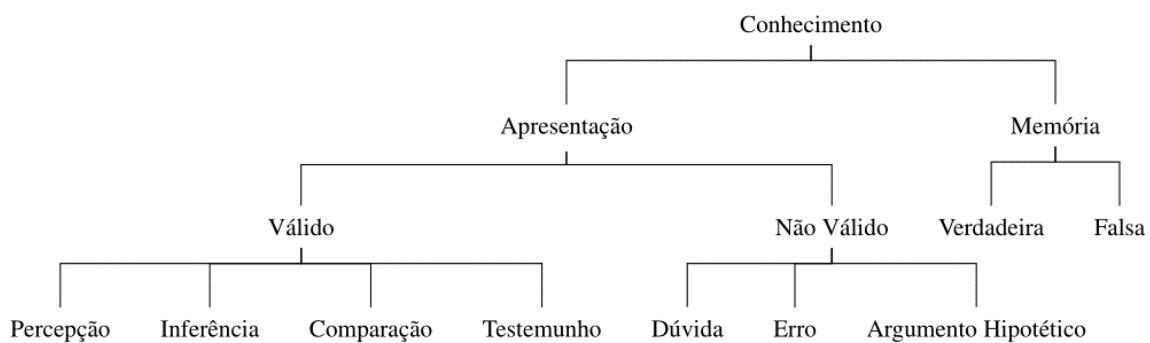 Conhecimento
Apresentação Memória
Válido Não Válido Verdadeira Falsa
Percepção Inferência Comparação Testemunho Dúvida Erro Argumento Hipotético